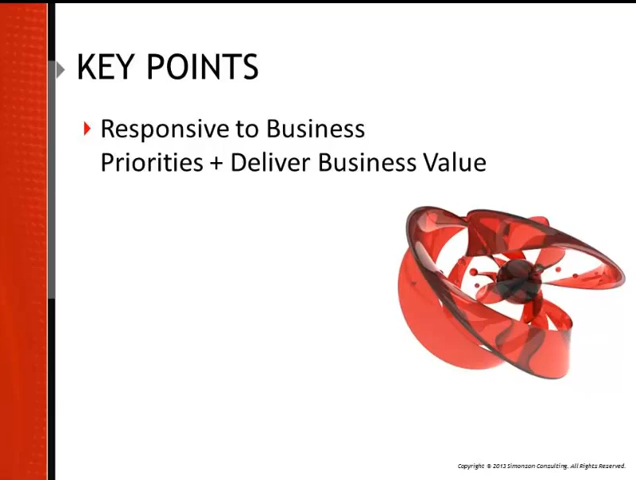 KEY POINTS
Responsive to Business
Priorities + Deliver Business Value
Copyright © 2013 Simonson Consulting. All Rights Reserved.